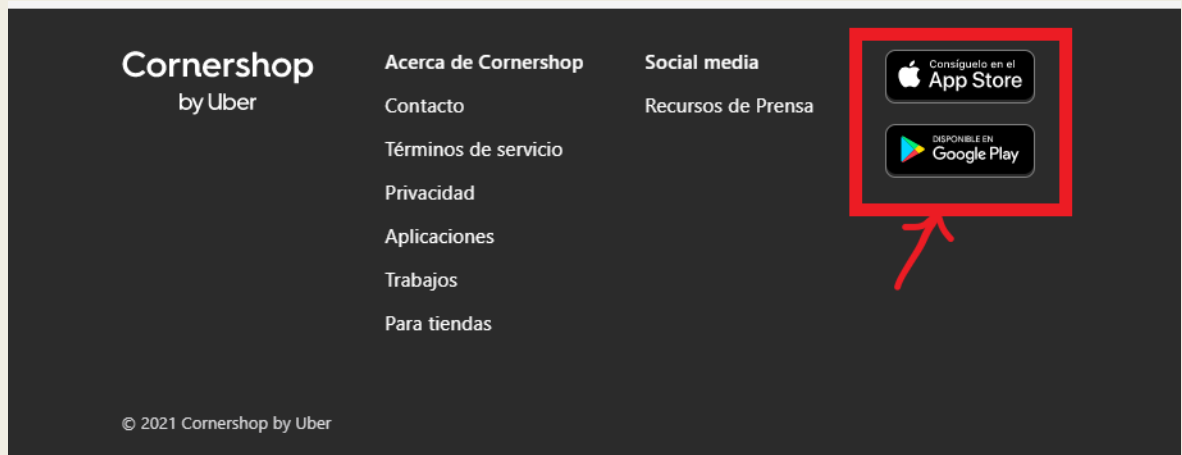 Cornershop
by Uber
Acerca de Cornershop
Contacto
Términos de servicio
Privacidad
Aplicaciones
Trabajos
Para tiendas
Social media
Recursos de Prensa
Consíguelo en el
App Store
DISPONIBLE EN
Google Play
© 2021 Cornershop by Uber